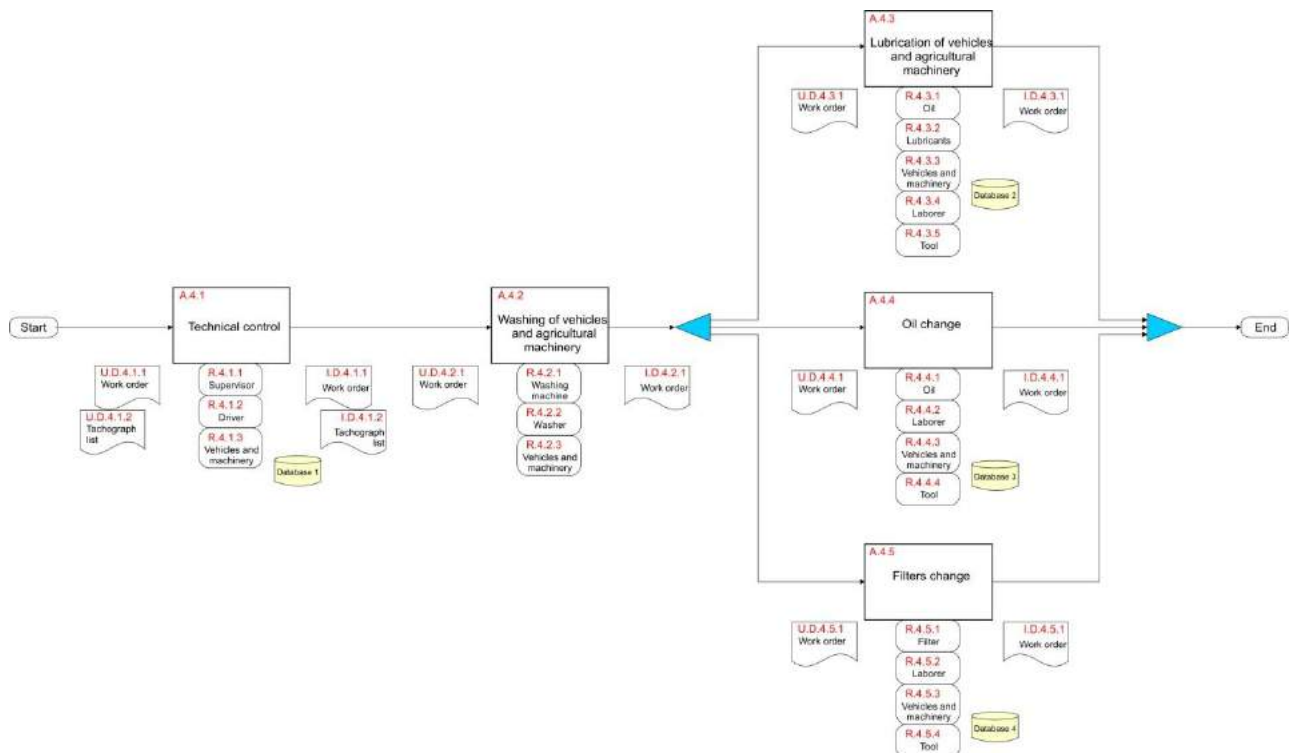 Start
A.4.1
Technical control
U.D.4.1.1
Work order
U.D.4.1.2
Tachograph
list
R.4.1.1
Supervisor
R.4.1.2
Driver
R.4.1.3
Vehicles and
machinery
I.D.4.1.1
Work order
I.D.4.1.2
Tachograph
list
Database 1
A.4.2
Washing of vehicles
and agricultural
machinery
U.D.4.2.1
Work order
R.4.2.1
Washing
machine
R.4.2.2
Washer
R.4.2.3
Vehicles and
machinery
I.D.4.2.1
Work order
A.4.3
Lubrication of vehicles
and agricultural
machinery
U.D.4.3.1
Work order
R.4.3.1
Oil
R.4.3.2
Lubricants
R.4.3.3
Vehicles and
machinery
R.4.3.4
Laborer
R.4.3.5
Tool
I.D.4.3.1
Work order
Database 2
A.4.4
Oil change
U.D.4.4.1
Work order
R.4.4.1
Oil
R.4.4.2
Laborer
R.4.4.3
Vehicles and
machinery
R.4.4.4
Tool
I.D.4.4.1
Work order
Database 3
A.4.5
Filters change
U.D.4.5.1
Work order
R.4.5.1
Filter
R.4.5.2
Laborer
R.4.5.3
Vehicles and
machinery
R.4.5.4
Tool
I.D.4.5.1
Work order
Database 4
End